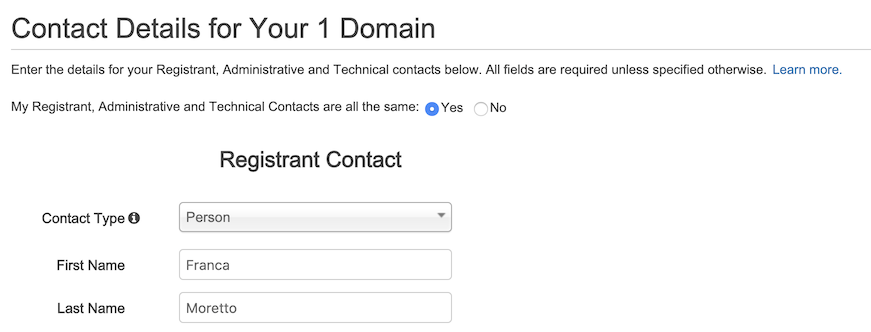 Contact Details for Your 1 Domain
Enter the details for your Registrant, Administrative and Technical contacts below. All fields are required unless specified otherwise. Learn more.
My Registrant, Administrative and Technical Contacts are all the same: Yes No
Registrant Contact
Contact Type Person
First Name Franca
Last Name Moretto